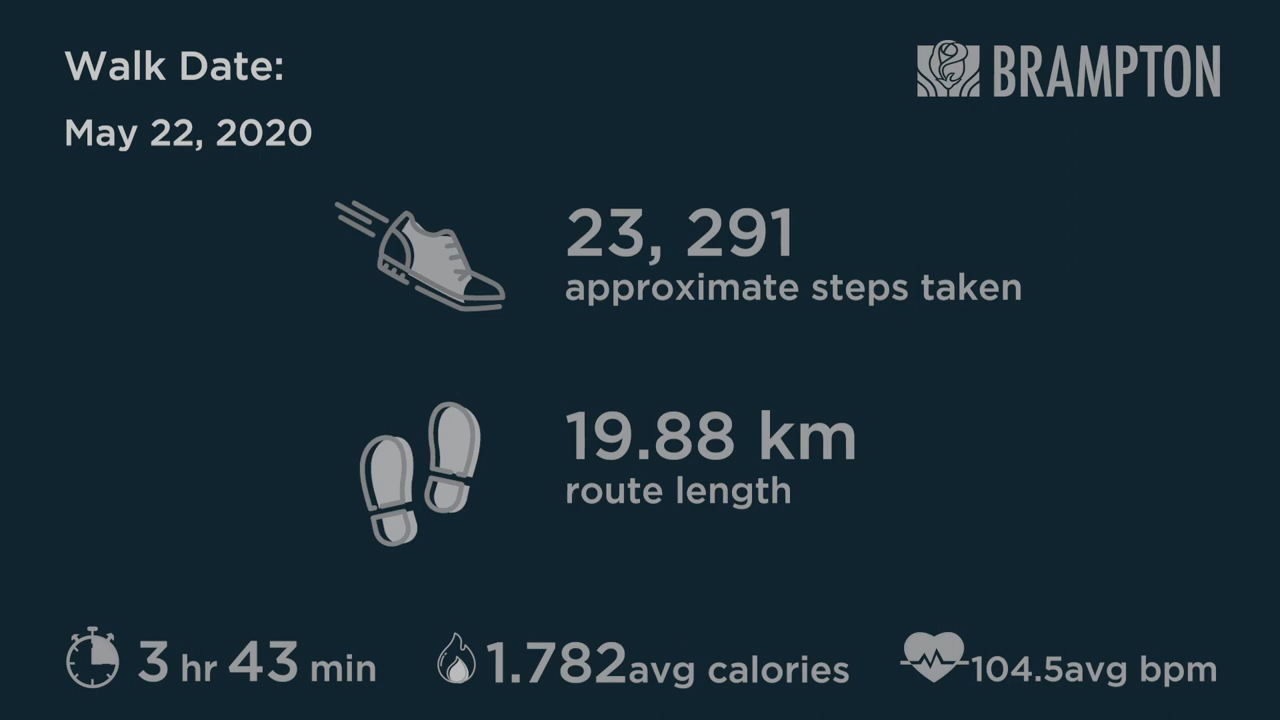 Walk Date:
BRAMPTON
May 22, 2020
23, 291
approximate steps taken
19.88 km
route length
3 hr 43 min
1.782avg calories
104.5avg bpm